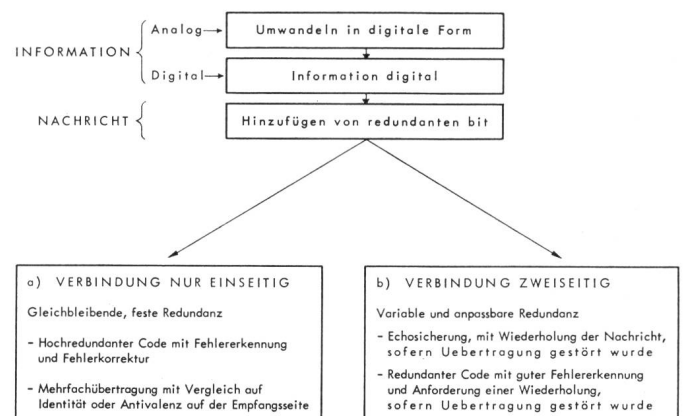 Analog
Umwandeln in digitale Form
INFORMATION
Digital
Information digital
NACHRICHT
Hinzufügen von redundanten bit
a) VERBINDUNG NUR EINSEITIG
Gleichbleibende, feste Redundanz
- Hochredundanter Code mit Fehlererkennung
und Fehlerkorrektur
- Mehrfachübertragung mit Vergleich auf
Identität oder Antivalenz auf der Empfangsseite
b) VERBINDUNG ZWEISEITIG
Variable und anpassbare Redundanz
- Echosicherung, mit Wiederholung der Nachricht,
sofern Uebertragung gestört wurde
- Redundanter Code mit guter Fehlererkennung
und Anforderung einer Wiederholung,
sofern Uebertragung gestört wurde